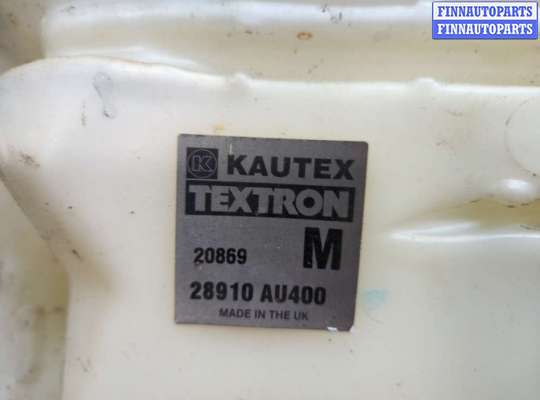 FINNAUTOPARTS
FINNAUTOPARTS
K KAUTEX
TEXTRON
20869 M
28910 AU400
MADE IN THE UK